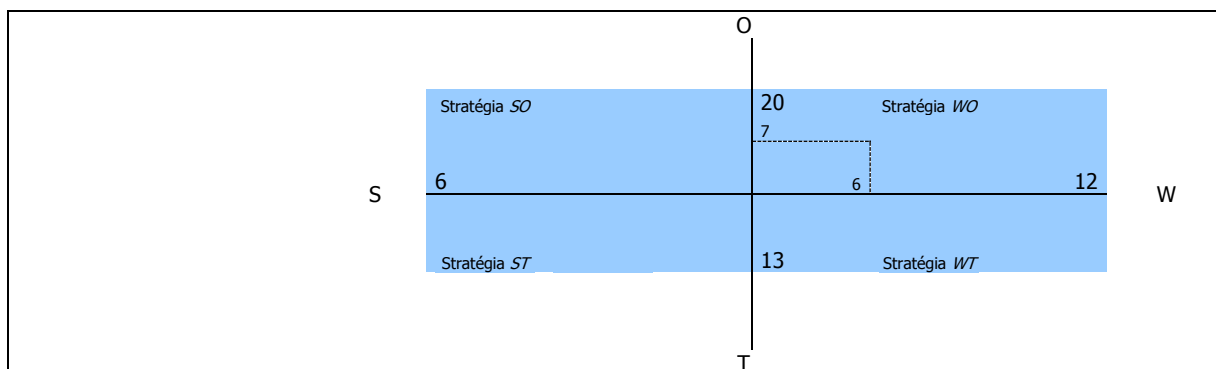 O
Stratégia SO
20
Stratégia WO
7
S
6
6
12
W
Stratégia ST
13
Stratégia WT
T